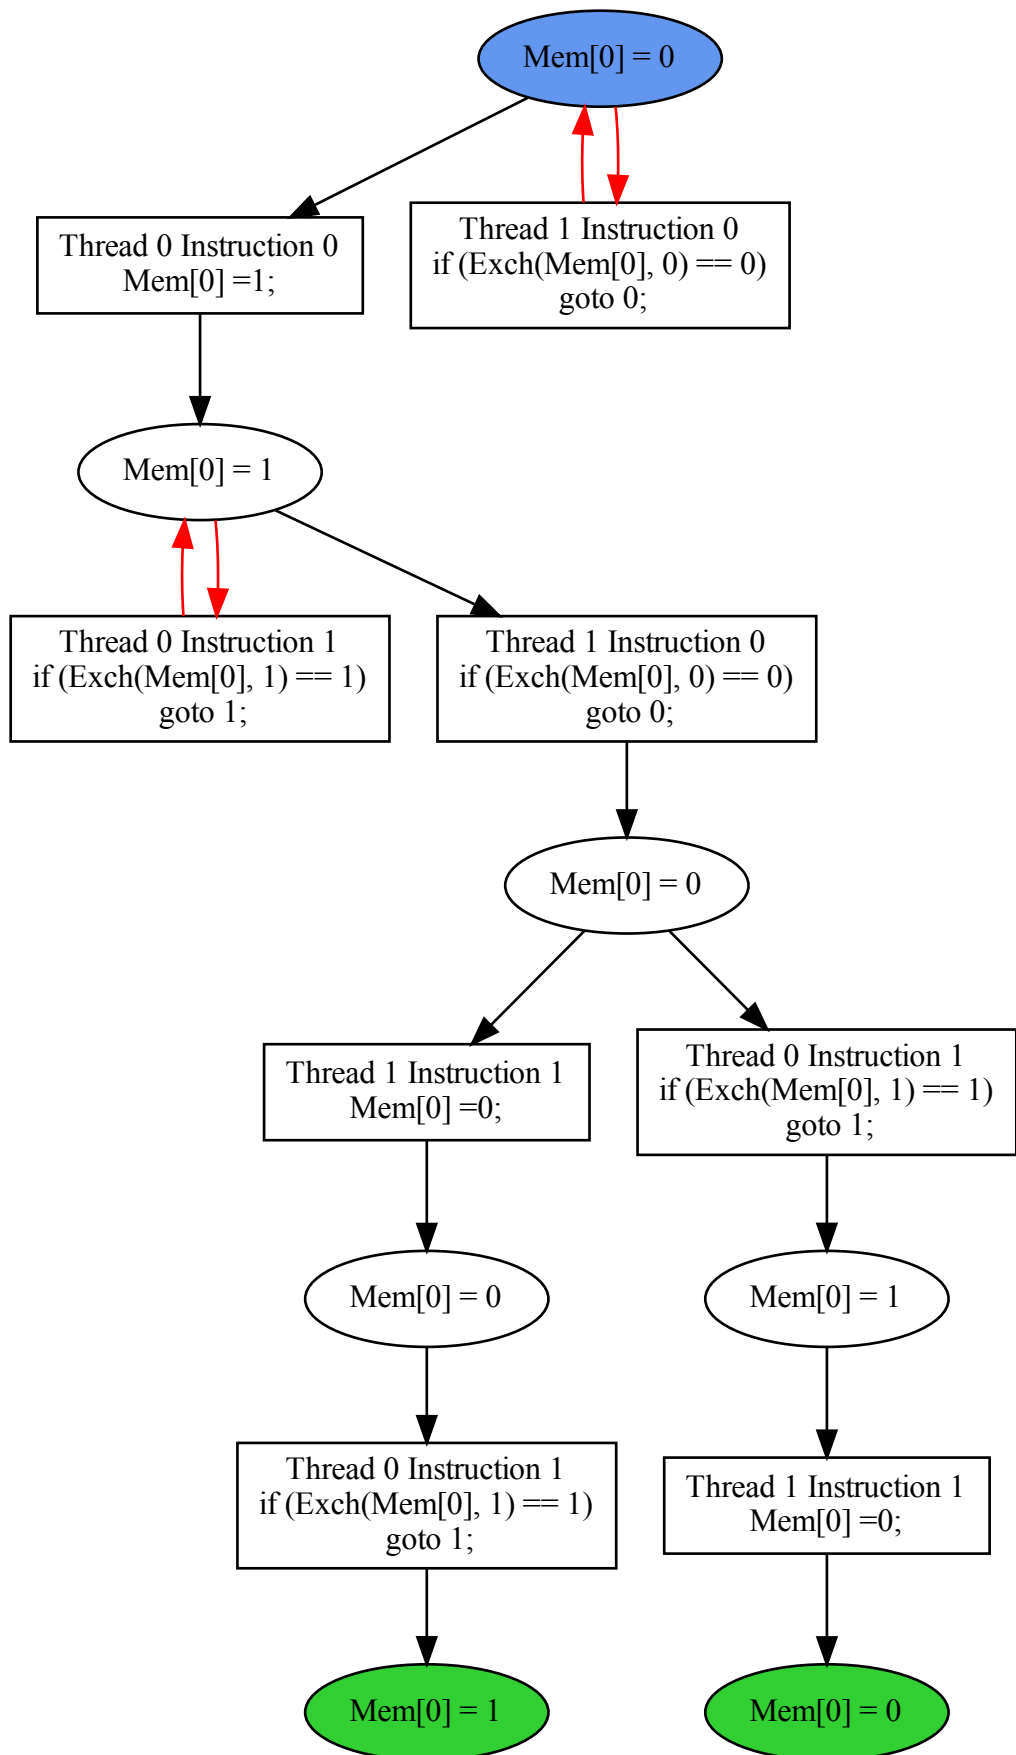 Mem[0] = 0
Thread 0 Instruction 0
Mem[0] =1;
Thread 1 Instruction 0
if (Exch(Mem[0], 0) == 0)
goto 0;
Mem[0] = 1
Thread 0 Instruction 1
if (Exch(Mem[0], 1) == 1)
goto 1;
Thread 1 Instruction 0
if (Exch(Mem[0], 0) == 0)
goto 0;
Mem[0] = 0
Thread 1 Instruction 1
Mem[0] =0;
Thread 0 Instruction 1
if (Exch(Mem[0], 1) == 1)
goto 1;
Mem[0] = 0
Mem[0] = 1
Thread 0 Instruction 1
if (Exch(Mem[0], 1) == 1)
goto 1;
Thread 1 Instruction 1
Mem[0] =0;
Mem[0] = 1
Mem[0] = 0